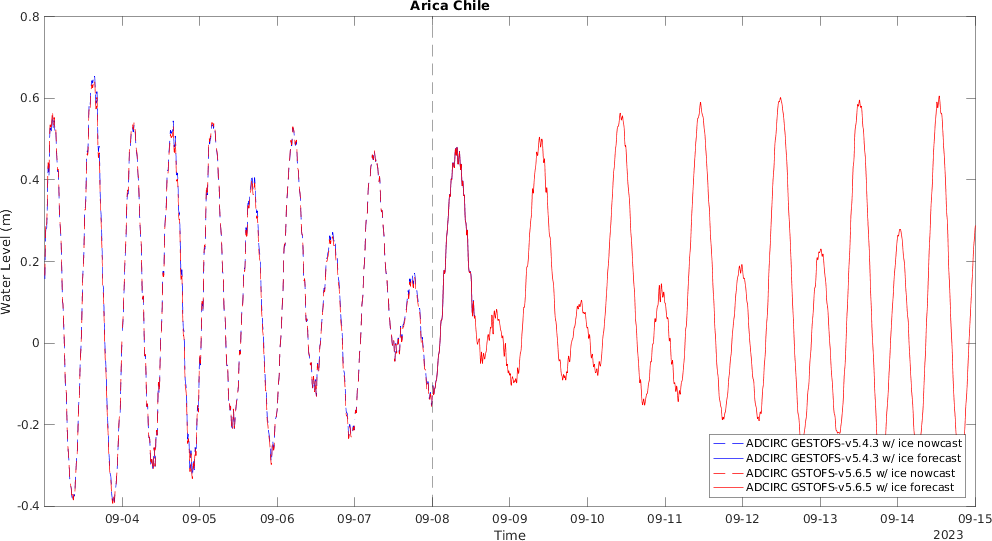 Arica Chile
Water Level (m)
0.8
0.6
0.4
0.2
0
-0.2
-0.4
ADCIRC GESTOFS-v5.4.3 w/ ice nowcast
ADCIRC GESTOFS-v5.4.3 w/ ice forecast
ADCIRC GSTOFS-v5.6.5 w/ ice nowcast
ADCIRC GSTOFS-v5.6.5 w/ ice forecast
09-04 09-05 09-06 09-07 09-08 09-09 09-10 09-11 09-12 09-13 09-14 09-15
Time
2023